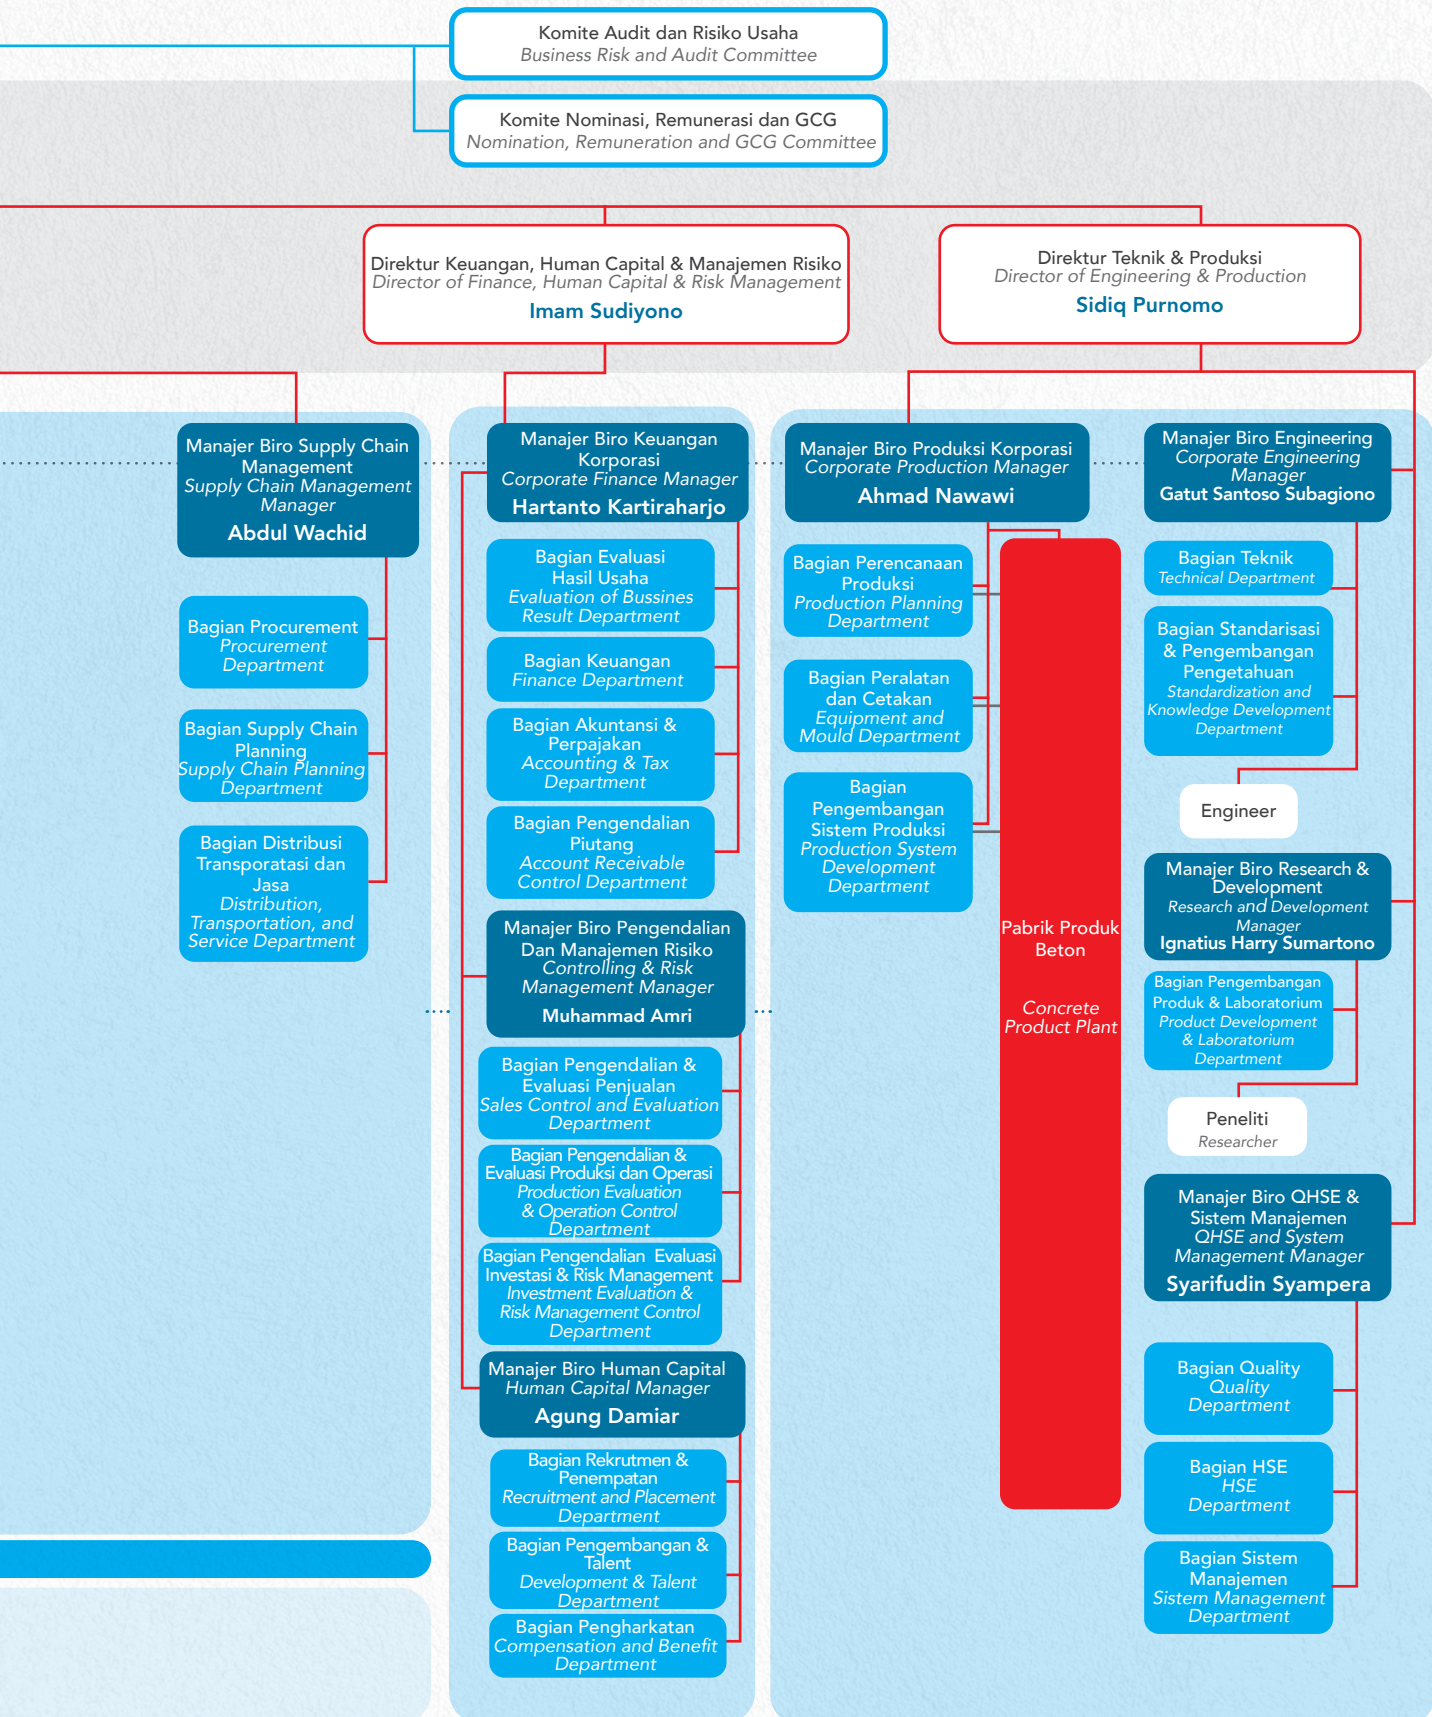 Komite Audit dan Risiko Usaha
Business Risk and Audit Committee
Komite Nominasi, Remunerasi dan GCG
Nomination, Remuneration and GCG Committee
Direktur Keuangan, Human Capital & Manajemen Risiko
Director of Finance, Human Capital & Risk Management
Imam Sudiyono
Direktur Teknik & Produksi
Director of Engineering & Production
Sidiq Purnomo
Manajer Biro Supply Chain
Management
Supply Chain Management
Manager
Abdul Wachid
Bagian Procurement
Procurement
Department
Bagian Supply Chain
Planning
Supply Chain Planning
Department
Bagian Distribusi
Transporatasi dan
Jasa
Distribution,
Transportation, and
Service Department
Manajer Biro Keuangan
Korporasi
Corporate Finance Manager
Hartanto Kartiraharjo
Bagian Evaluasi
Hasil Usaha
Evaluation of Bussines
Result Department
Bagian Keuangan
Finance Department
Bagian Akuntansi &
Perpajakan
Accounting & Tax
Department
Bagian Pengendalian
Piutang
Account Receivable
Control Department
Manajer Biro Pengendalian
Dan Manajemen Risiko
Controlling & Risk
Management Manager
Muhammad Amri
Bagian Pengendalian &
Evaluasi Penjualan
Sales Control and Evaluation
Department
Bagian Pengendalian &
Evaluasi Produksi dan Operasi
Production Evaluation
& Operation Control
Department
Bagian Pengendalian Evaluasi
Investasi & Risk Management
Investment Evaluation &
Risk Management Control
Department
Manajer Biro Human Capital
Human Capital Manager
Agung Damiar
Bagian Rekrutmen &
Penempatan
Recruitment and Placement
Department
Bagian Pengembangan &
Talent
Development & Talent
Department
Bagian Pengharkatan
Compensation and Benefit
Department
Manajer Biro Produksi Korporasi
Corporate Production Manager
Ahmad Nawawi
Bagian Perencanaan
Produksi
Production Planning
Department
Bagian Peralatan
dan Cetakan
Equipment and
Mould Department
Bagian
Pengembangan
Sistem Produksi
Production System
Development
Department
Pabrik Produk
Beton
Concrete
Product Plant
Manajer Biro Engineering
Corporate Engineering
Manager
Gatut Santoso Subagiono
Bagian Teknik
Technical Department
Bagian Standarisasi
& Pengembangan
Pengetahuan
Standardization and
Knowledge Development
Department
Engineer
Manajer Biro Research &
Development
Research and Development
Manager
Ignatius Harry Sumartono
Bagian Pengembangan
Produk & Laboratorium
Product Development
& Laboratorium
Department
Peneliti
Researcher
Manajer Biro QHSE &
Sistem Manajemen
QHSE and System
Management Manager
Syarifudin Syampera
Bagian Quality
Quality
Department
Bagian HSE
HSE
Department
Bagian Sistem
Manajemen
Sistem Management
Department